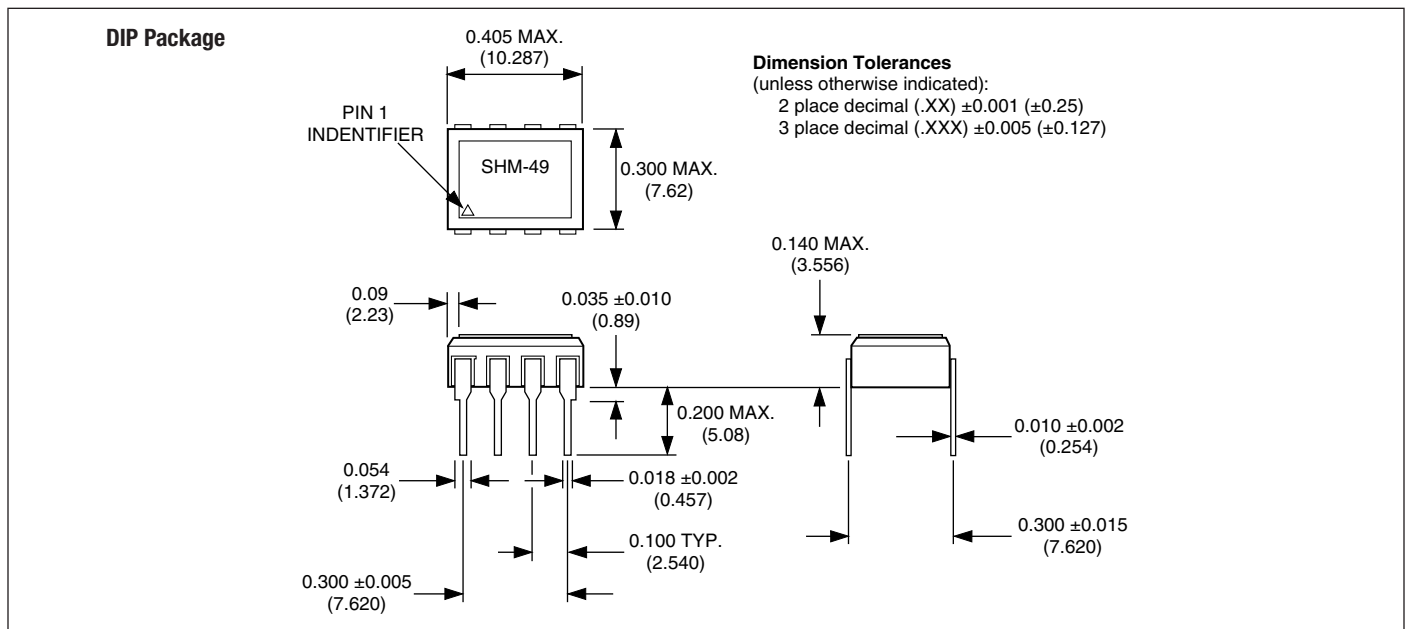 DIP Package
0.405 MAX.
(10.287)
Dimension Tolerances
(unless otherwise indicated):
2 place decimal (.XX) ±0.001 (±0.25)
3 place decimal (.XXX) ±0.005 (±0.127)
PIN 1
INDENTIFIER
SHM-49
0.300 MAX.
(7.62)
0.140 MAX.
(3.556)
0.09
(2.23)
0.035 ±0.010
(0.89)
0.200 MAX.
(5.08)
0.010 ±0.002
(0.254)
0.054
(1.372)
0.018 ±0.002
(0.457)
0.300 ±0.015
(7.620)
0.100 TYP.
(2.540)
0.300 ±0.005
(7.620)